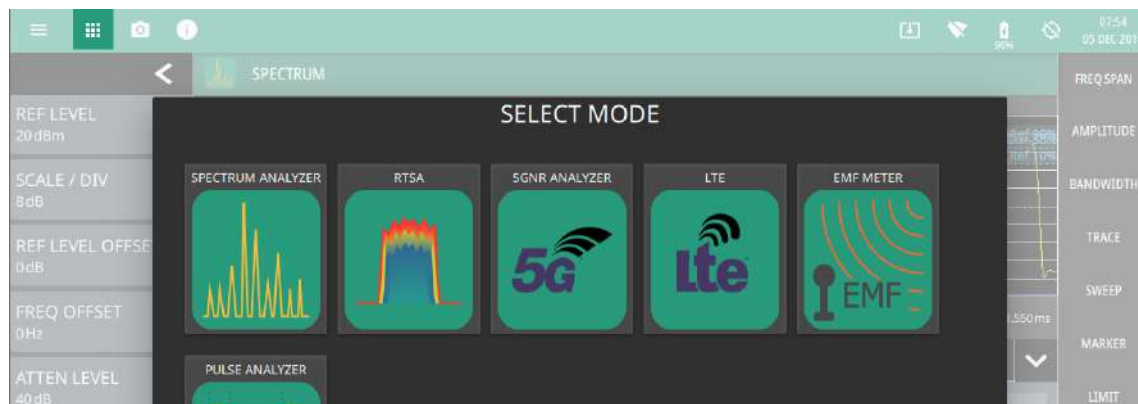 07:54
90%
05 DEC 201
SPECTRUM
FREQ SPAN
SELECT MODE
REF LEVEL
20 dBm
AMPLITUDE
SPECTRUM ANALYZER
RTSA
5GNR ANALYZER
LTE
EMF METER
SCALE / DIV
8 dB
BANDWIDTH
5G
Lte
EMF
REF LEVEL OFFSE
0 dB
TRACE
SWEEP
FREQ OFFSET
0 Hz
.550 ms
MARKER
PULSE ANALYZER
ATTEN LEVEL
40 dB
LIMIT